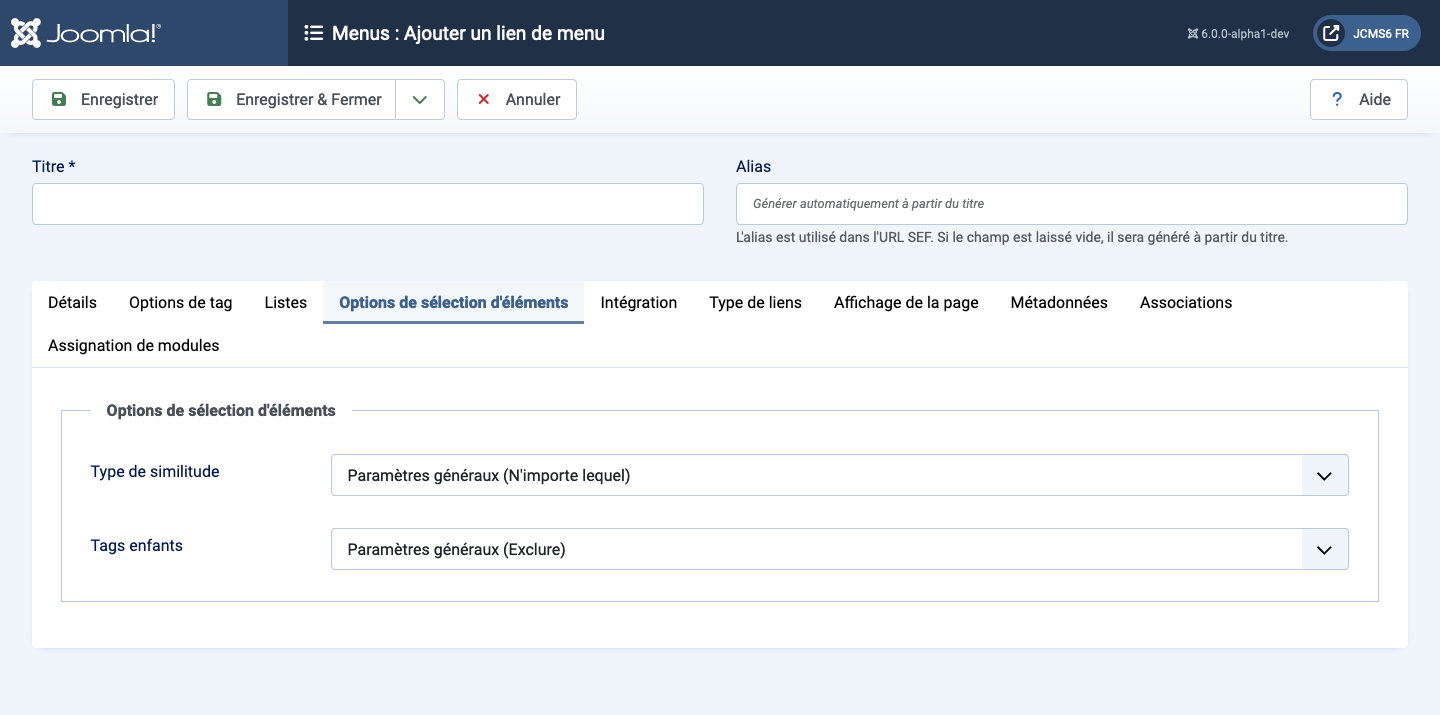 Joomla!®
Menus : Ajouter un lien de menu
6.0.0-alpha1-dev
JCMS6 FR
Enregistrer
Enregistrer & Fermer
Annuler
? Aide
Titre *
Alias
Générer automatiquement à partir du titre
L'alias est utilisé dans l'URL SEF. Si le champ est laissé vide, il sera généré à partir du titre.
Détails
Options de tag
Listes
Options de sélection d'éléments
Intégration
Type de liens
Affichage de la page
Métadonnées
Associations
Assignation de modules
Options de sélection d'éléments
Type de similitude
Paramètres généraux (N'importe lequel)
Tags enfants
Paramètres généraux (Exclure)